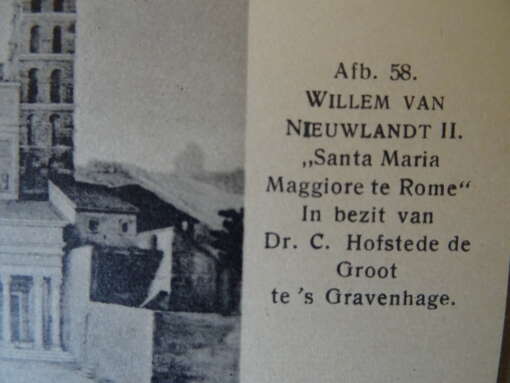 Afb. 58.
WILLEM VAN
NIEUWLANDT II.
„Santa Maria
Maggiore te Rome“
In bezit van
Dr. C. Hofstede de
Groot
te 's Gravenhage.